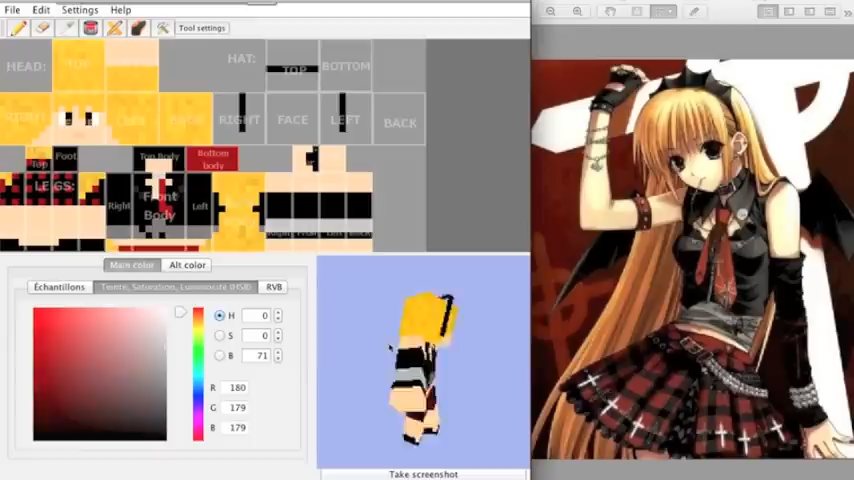 File Edit Settings Help
Tool settings
HEAD: TOP HAT: TOP BOTTOM
RIGHT FACE LEFT BACK
Top Foot Top Body Bottom body
LEGS:
Right Front Body Left
Main color Alt color
Échantillons Teinte, Saturation, Luminosité (HSB) RVB
H 0
S 0
B 71
R 180
G 179
B 179
Take screenshot